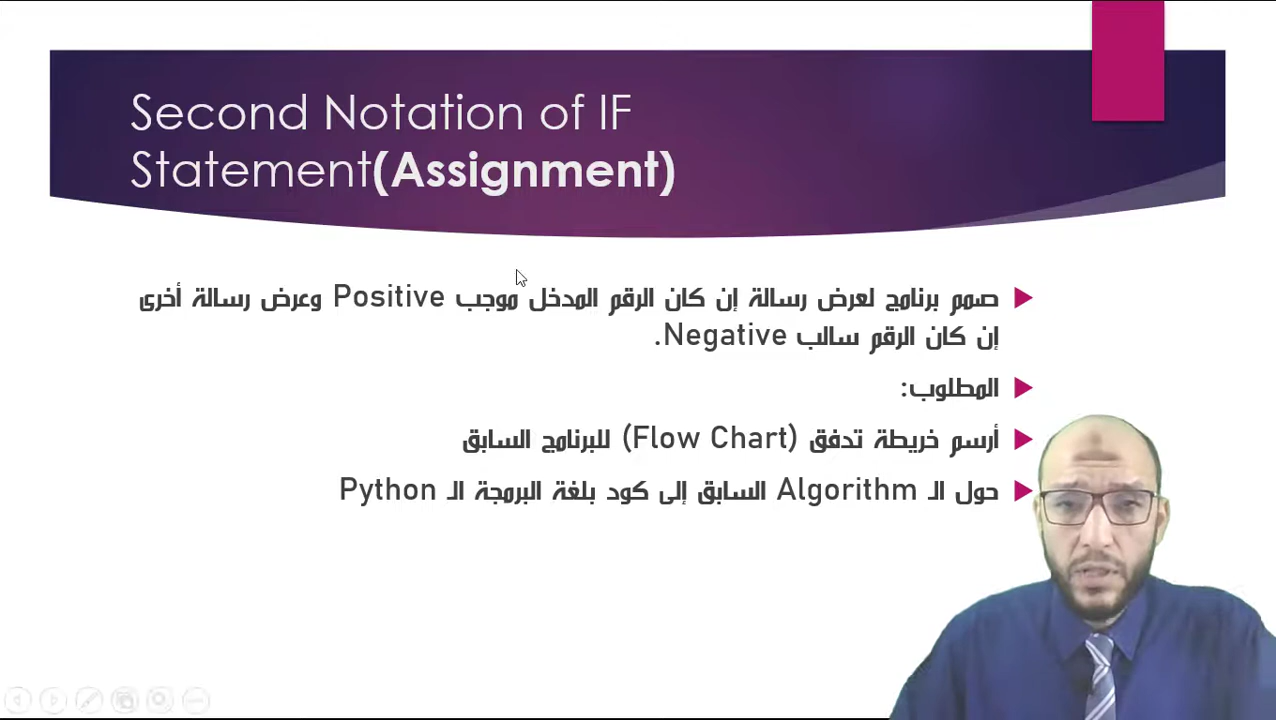 Second Notation of IF
Statement(Assignment)
صمم برنامج لعرض رسالة إن كان الرقم المدخل موجب Positive وعرض رسالة أخرى
إن كان الرقم سالب Negative.
المطلوب:
أرسم خريطة تدفق (Flow Chart) للبرنامج السابق
حول الـ Algorithm السابق إلى كود بلغة البرمجة الـ Python